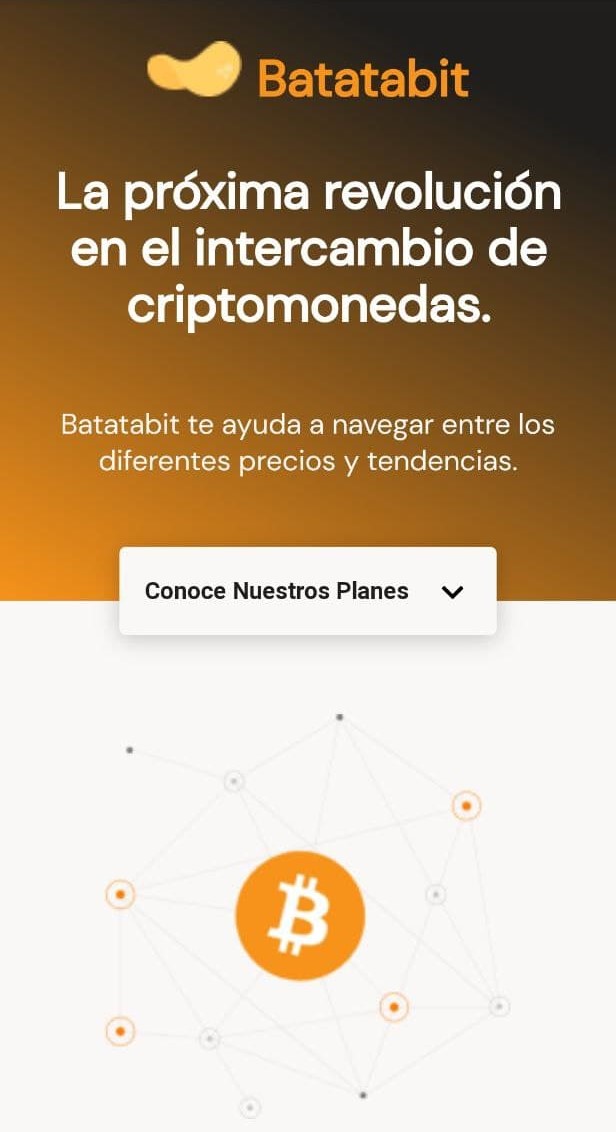 Batatabit
La próxima revolución
en el intercambio de
criptomonedas.
Batatabit te ayuda a navegar entre los
diferentes precios y tendencias.
Conoce Nuestros Planes